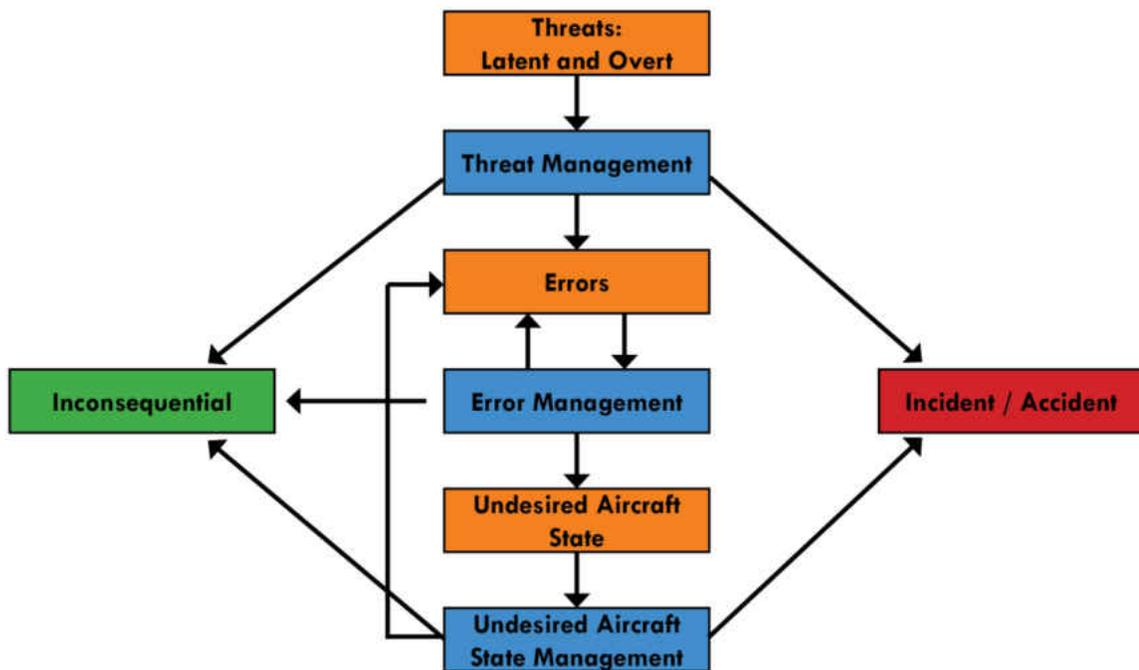 Threats:
Latent and Overt
Threat Management
Errors
Inconsequential
Error Management
Incident / Accident
Undesired Aircraft
State
Undesired Aircraft
State Management